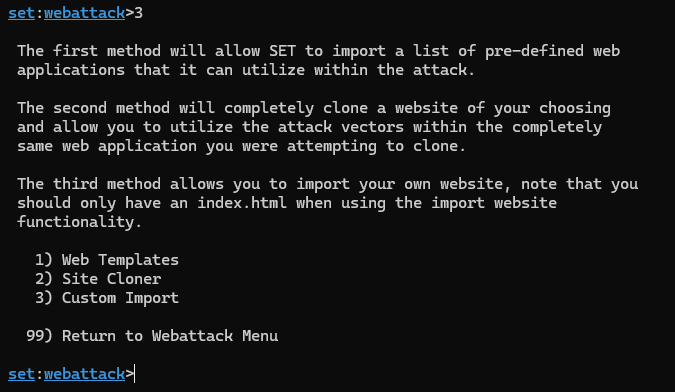 set:webattack>3
The first method will allow SET to import a list of pre-defined web
applications that it can utilize within the attack.
The second method will completely clone a website of your choosing
and allow you to utilize the attack vectors within the completely
same web application you were attempting to clone.
The third method allows you to import your own website, note that you
should only have an index.html when using the import website
functionality.
1) Web Templates
2) Site Cloner
3) Custom Import
99) Return to Webattack Menu
set:webattack>